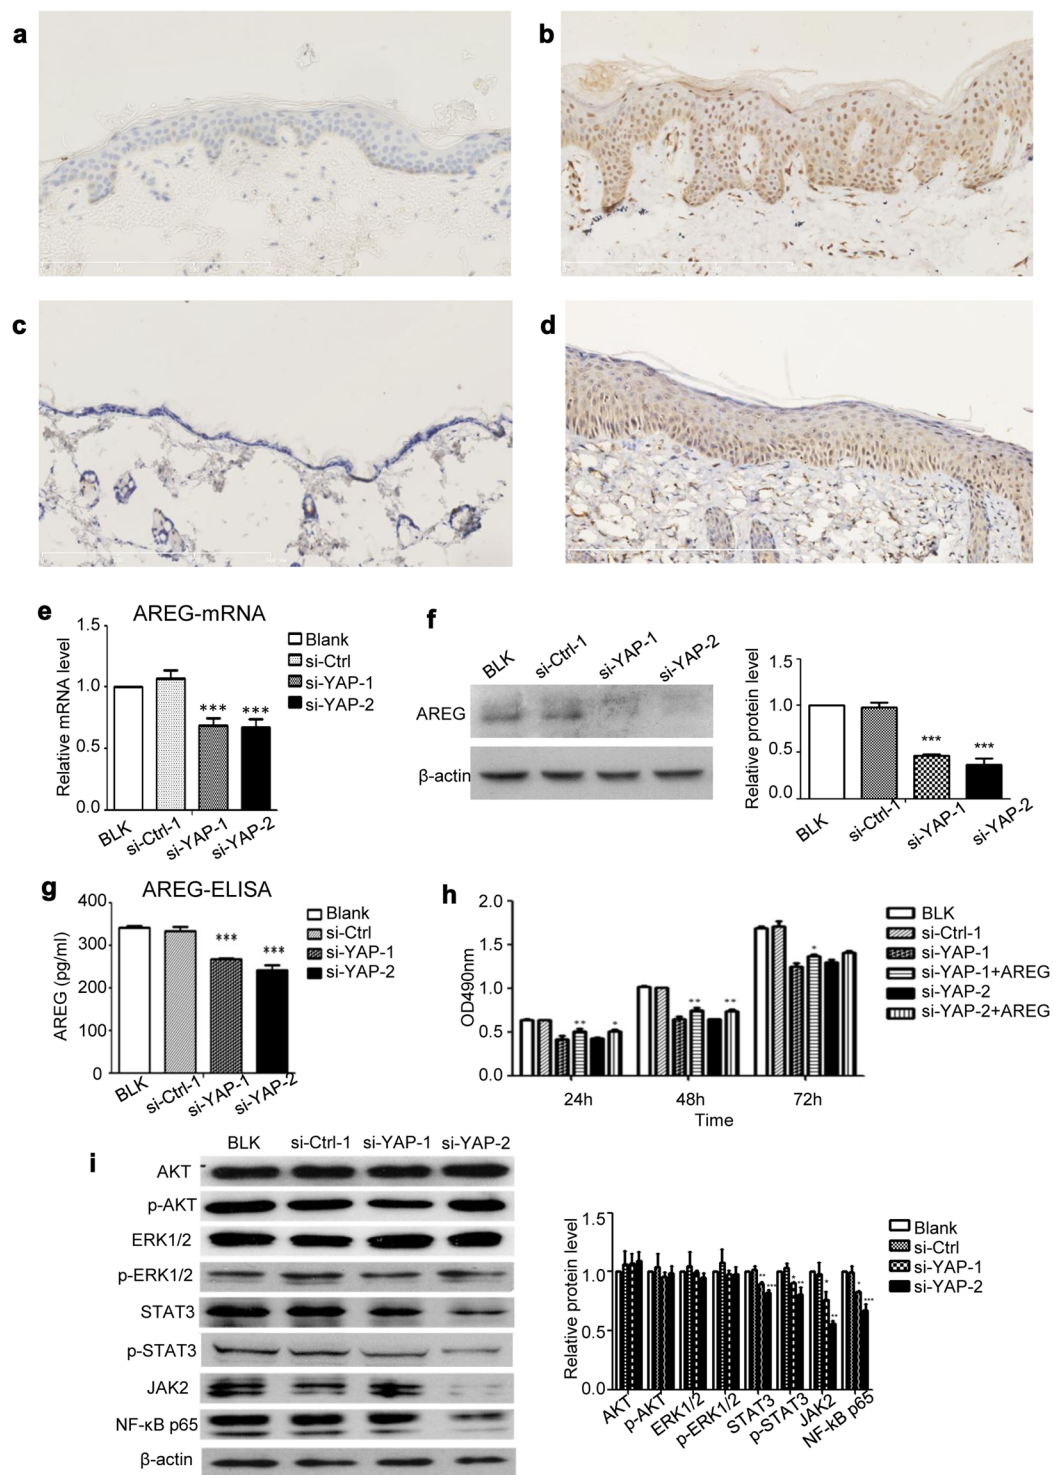 a
b
c
d
e
AREG-mRNA
Relative mRNA level
1.5
1.0
0.5
0.0
BLK
si-Ctrl-1
si-YAP-1
si-YAP-2
***
***
Blank
si-Ctrl
si-YAP-1
si-YAP-2
f
BLK
si-Ctrl-1
si-YAP-1
si-YAP-2
AREG
β-actin
Relative protein level
1.5
1.0
0.5
0.0
BLK
si-Ctrl-1
si-YAP-1
si-YAP-2
***
***
g
AREG-ELISA
AREG (pg/ml)
400
300
200
100
0
BLK
si-Ctrl-1
si-YAP-1
si-YAP-2
***
***
Blank
si-Ctrl
si-YAP-1
si-YAP-2
h
OD490nm
2.0
1.5
1.0
0.5
0.0
24h
48h
72h
Time
**
*
**
**
*
BLK
si-Ctrl-1
si-YAP-1
si-YAP-1+AREG
si-YAP-2
si-YAP-2+AREG
i
BLK si-Ctrl-1 si-YAP-1 si-YAP-2
AKT
p-AKT
ERK1/2
p-ERK1/2
STAT3
p-STAT3
JAK2
NF-κB p65
β-actin
Relative protein level
1.5
1.0
0.5
0.0
AKT
p-AKT
ERK1/2
p-ERK1/2
STAT3
p-STAT3
JAK2
NF-kB p65
**
***
*
**
*
**
*
***
Blank
si-Ctrl
si-YAP-1
si-YAP-2